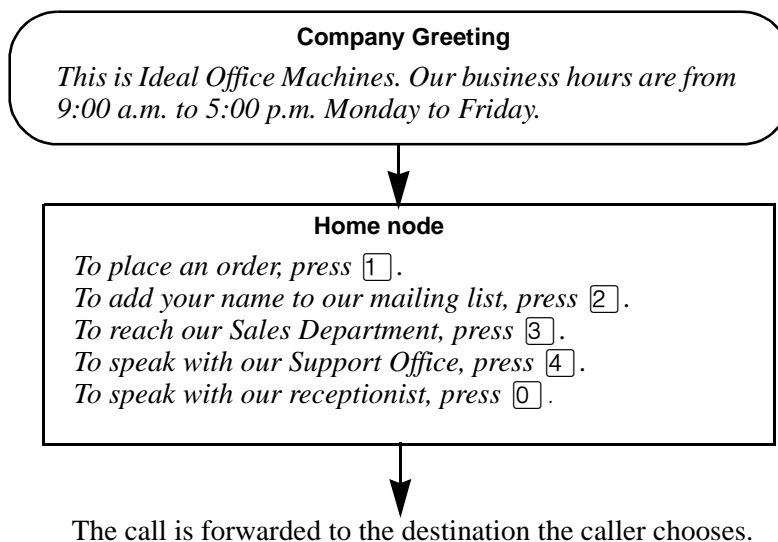 Company Greeting
This is Ideal Office Machines. Our business hours are from
9:00 a.m. to 5:00 p.m. Monday to Friday.
Home node
To place an order, press 1 .
To add your name to our mailing list, press 2 .
To reach our Sales Department, press 3 .
To speak with our Support Office, press 4 .
To speak with our receptionist, press 0 .
The call is forwarded to the destination the caller chooses.